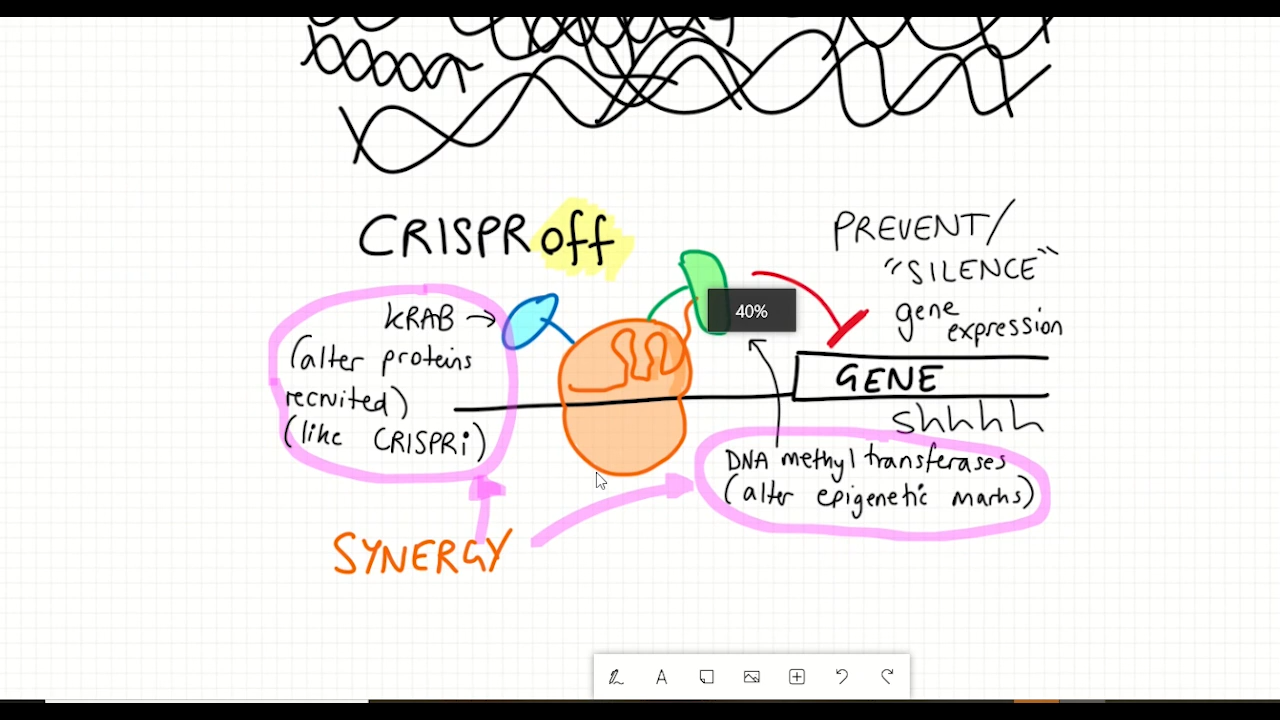 CRISPRoff
PREVENT/
"SILENCE"
gene
expression
KRAB
(alter proteins
recruited)
(like CRISPRi)
40%
GENE
shhhh
DNA methyl transferases
(alter epigenetic marks)
SYNERGY
A